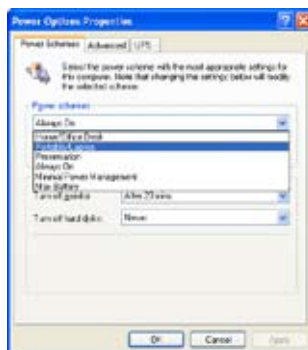 Power Options Properties
Power Schemes Advanced UPS
Select the power scheme with the most appropriate settings for
this computer. Note that changing the settings below will modify
the selected scheme.
Power schemes
Always On
Home/Office Desk
Portable/Laptop
Presentation
Always On
Minimal Power Management
Max Battery
Turn off monitor: After 20 mins
Turn off hard disks: Never
OK Cancel Apply